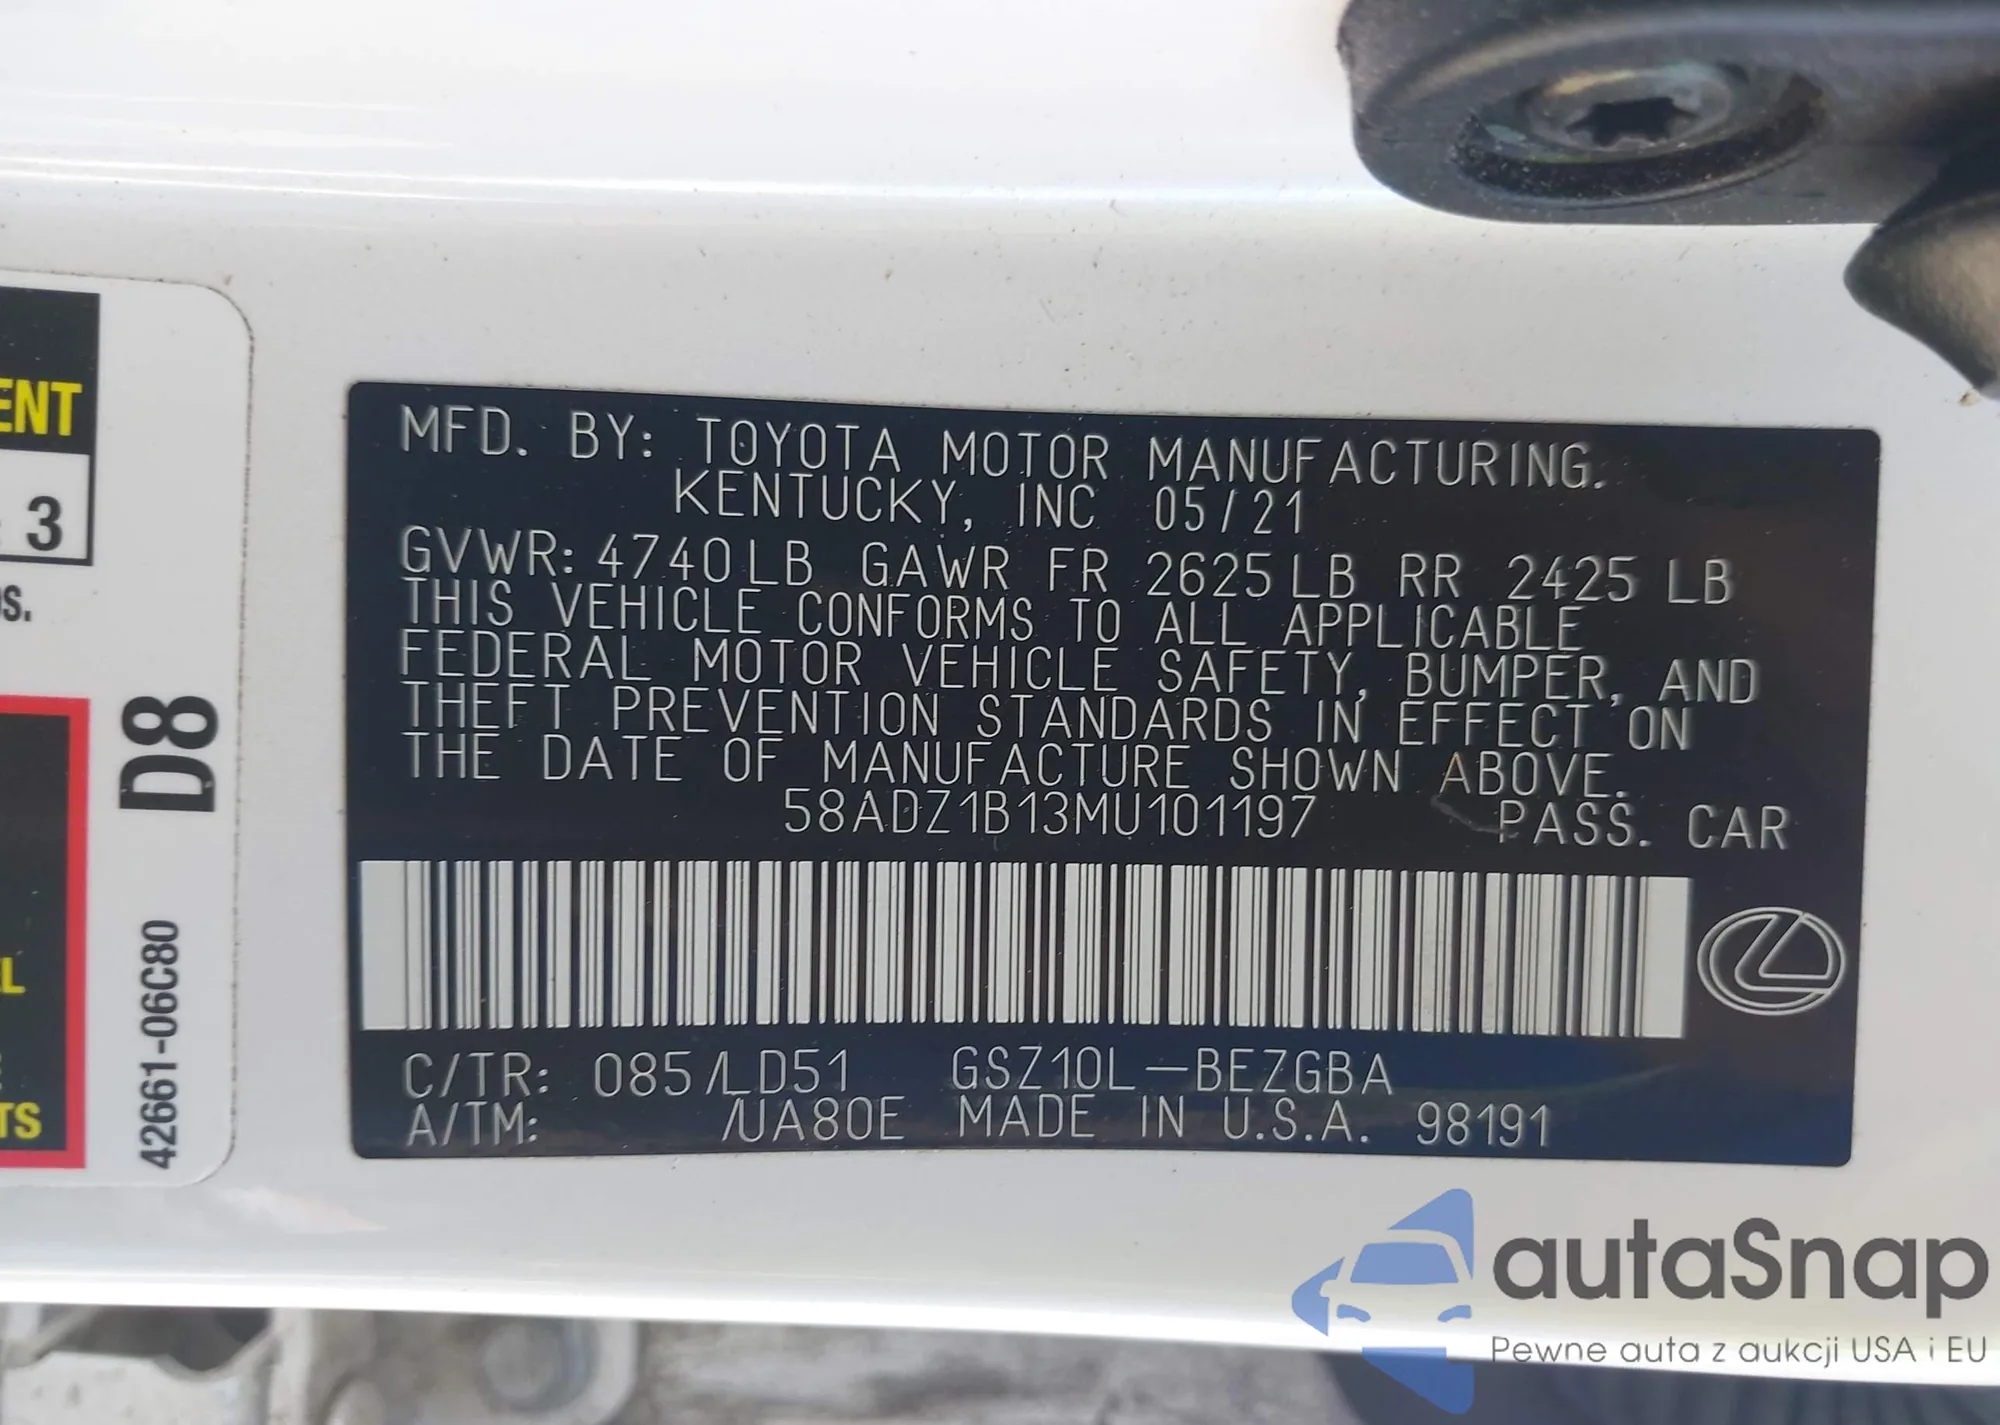 MFD. BY: TOYOTA MOTOR MANUFACTURING.
KENTUCKY, INC 05/21
GVWR: 4740LB GAWR FR 2625LB RR 2425 LB
THIS VEHICLE CONFORMS TO ALL APPLICABLE
FEDERAL MOTOR VEHICLE SAFETY, BUMPER, AND
THEFT PREVENTION STANDARDS IN EFFECT ON
THE DATE OF MANUFACTURE SHOWN ABOVE.
58ADZ1B13MU101197 PASS. CAR
C/TR: 085/LD51 GSZ10L-BEZGBA
A/TM: /UA80E MADE IN U.S.A. 98191
ENT
3
OS.
D8
42661-06C80
L
TS
autaSnap
Pewne auta z aukcji USA i EU